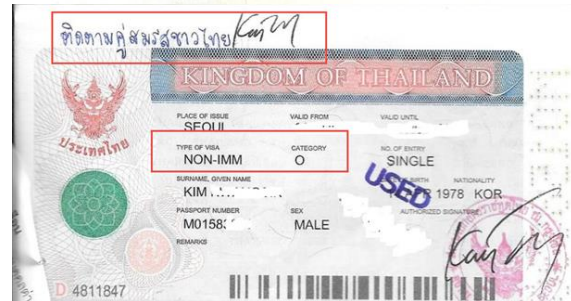 ติดตามคู่สมรสชาวไทย
KINGDOM OF THAILAND
ประเทศไทย
PLACE OF ISSUE VALID FROM VALID UNTIL
SEOUL
TYPE OF VISA CATEGORY NO. OF ENTRY
NON-IMM O SINGLE
USED
SURNAME, GIVEN NAME BIRTH NATIONALITY
KIM 1978 KOR
PASSPORT NUMBER SEX AUTHORIZED SIGNATURE
M0158 MALE
REMARKS
D 4811847